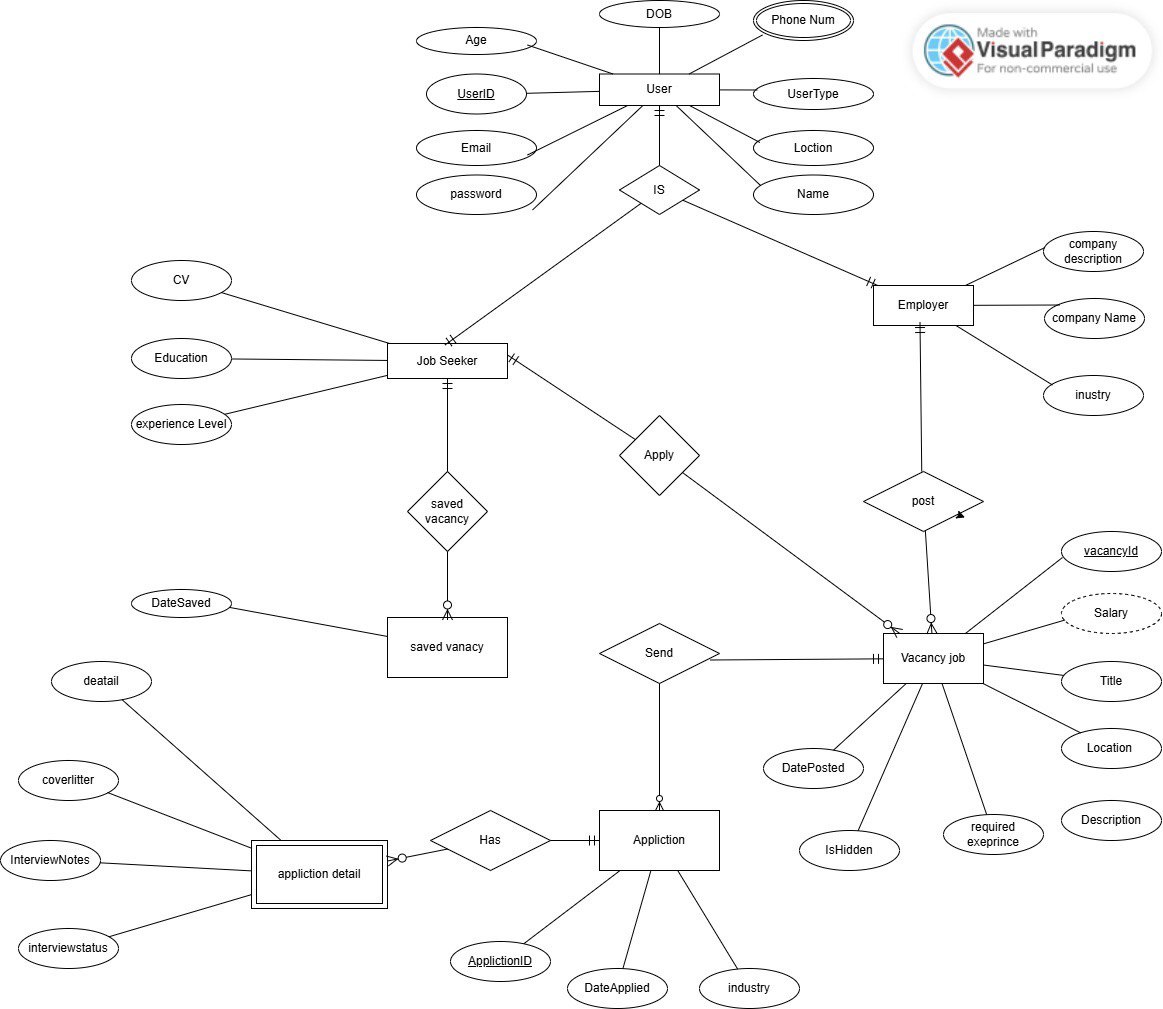 DOB
Phone Num
Age
Made with
VisualParadigm
For non-commercial use
User
UserID
UserType
Email
Loction
password
Name
IS
company
description
CV
Employer
company Name
Education
Job Seeker
inustry
experience Level
Apply
saved
vacancy
post
vacancyId
DateSaved
Salary
saved vanacy
Send
Vacancy job
deatail
Title
Location
DatePosted
coverlitter
Description
required
exeprince
Has
Appliction
IsHidden
InterviewNotes
appliction detail
interviewstatus
ApplictionID
DateApplied
industry